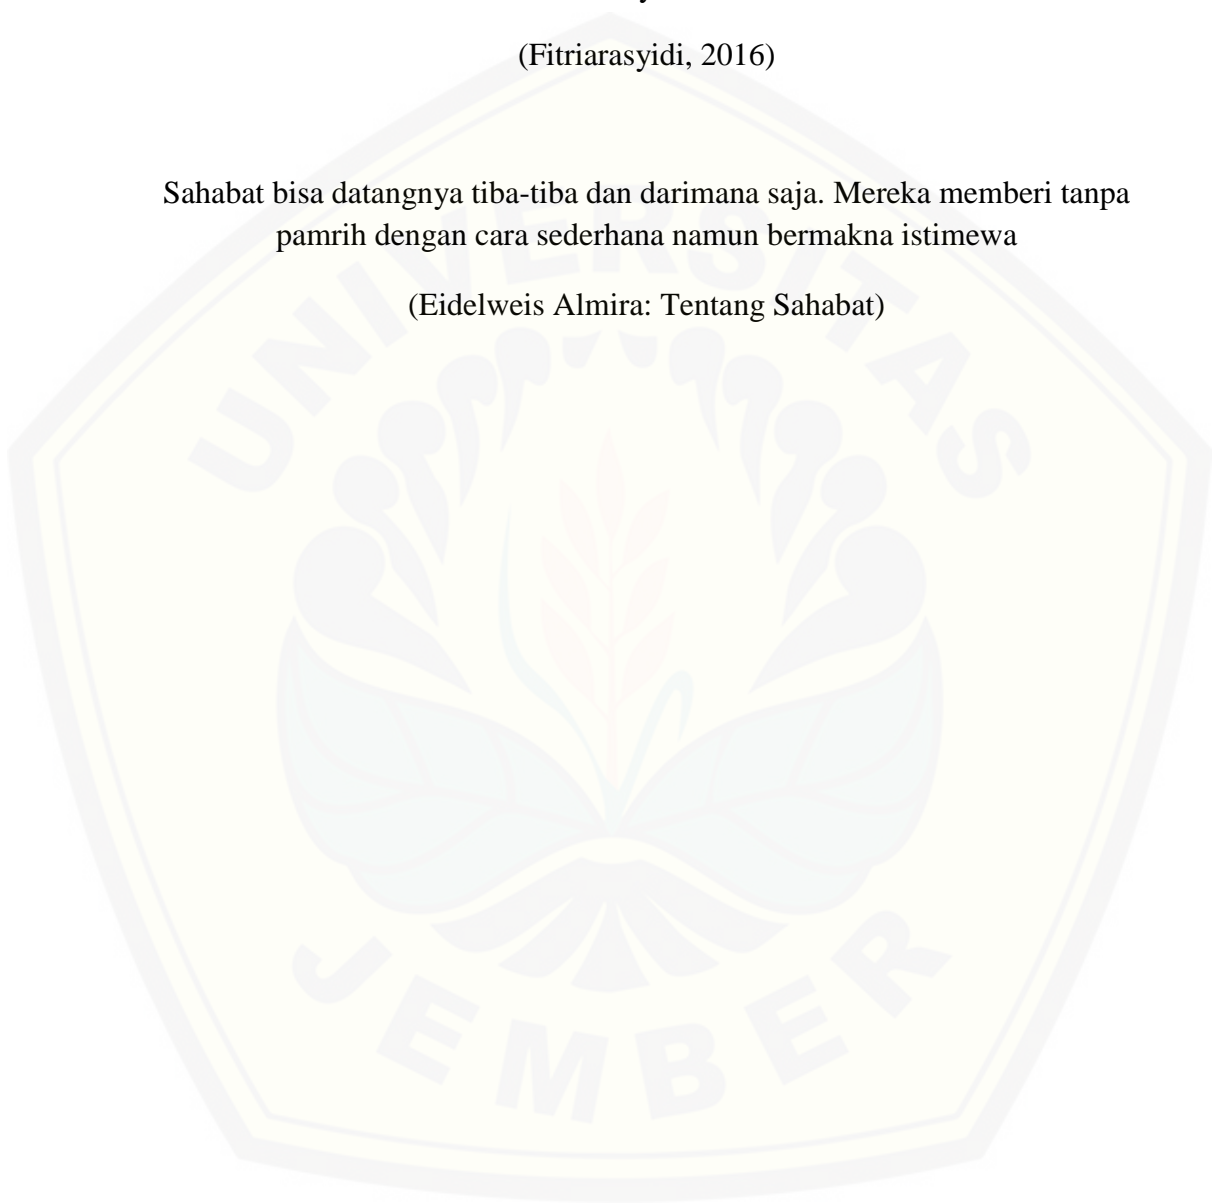 (Fitriarasyidi, 2016)
Sahabat bisa datangnya tiba-tiba dan darimana saja. Mereka memberi tanpa
pamrih dengan cara sederhana namun bermakna istimewa
(Eidelweis Almira: Tentang Sahabat)
UNIVERSITAS
JEMBER